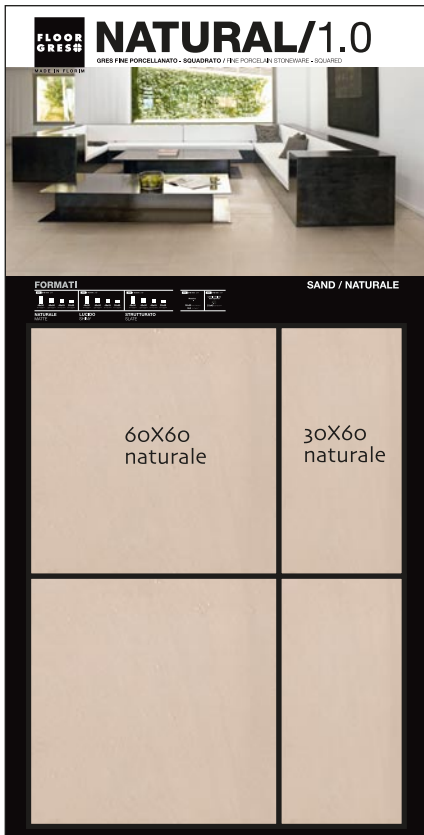 FLOOR
GRES
MADE IN FLORIM
NATURAL/1.0
GRES FINE PORCELLANATO - SQUADRATO / FINE PORCELAIN STONEWARE - SQUARED
FORMATI
SAND / NATURALE
NATURALE
MATTE
LUCIDO
SHINY
STRUTTURATO
SLATE
60X60
naturale
30X60
naturale